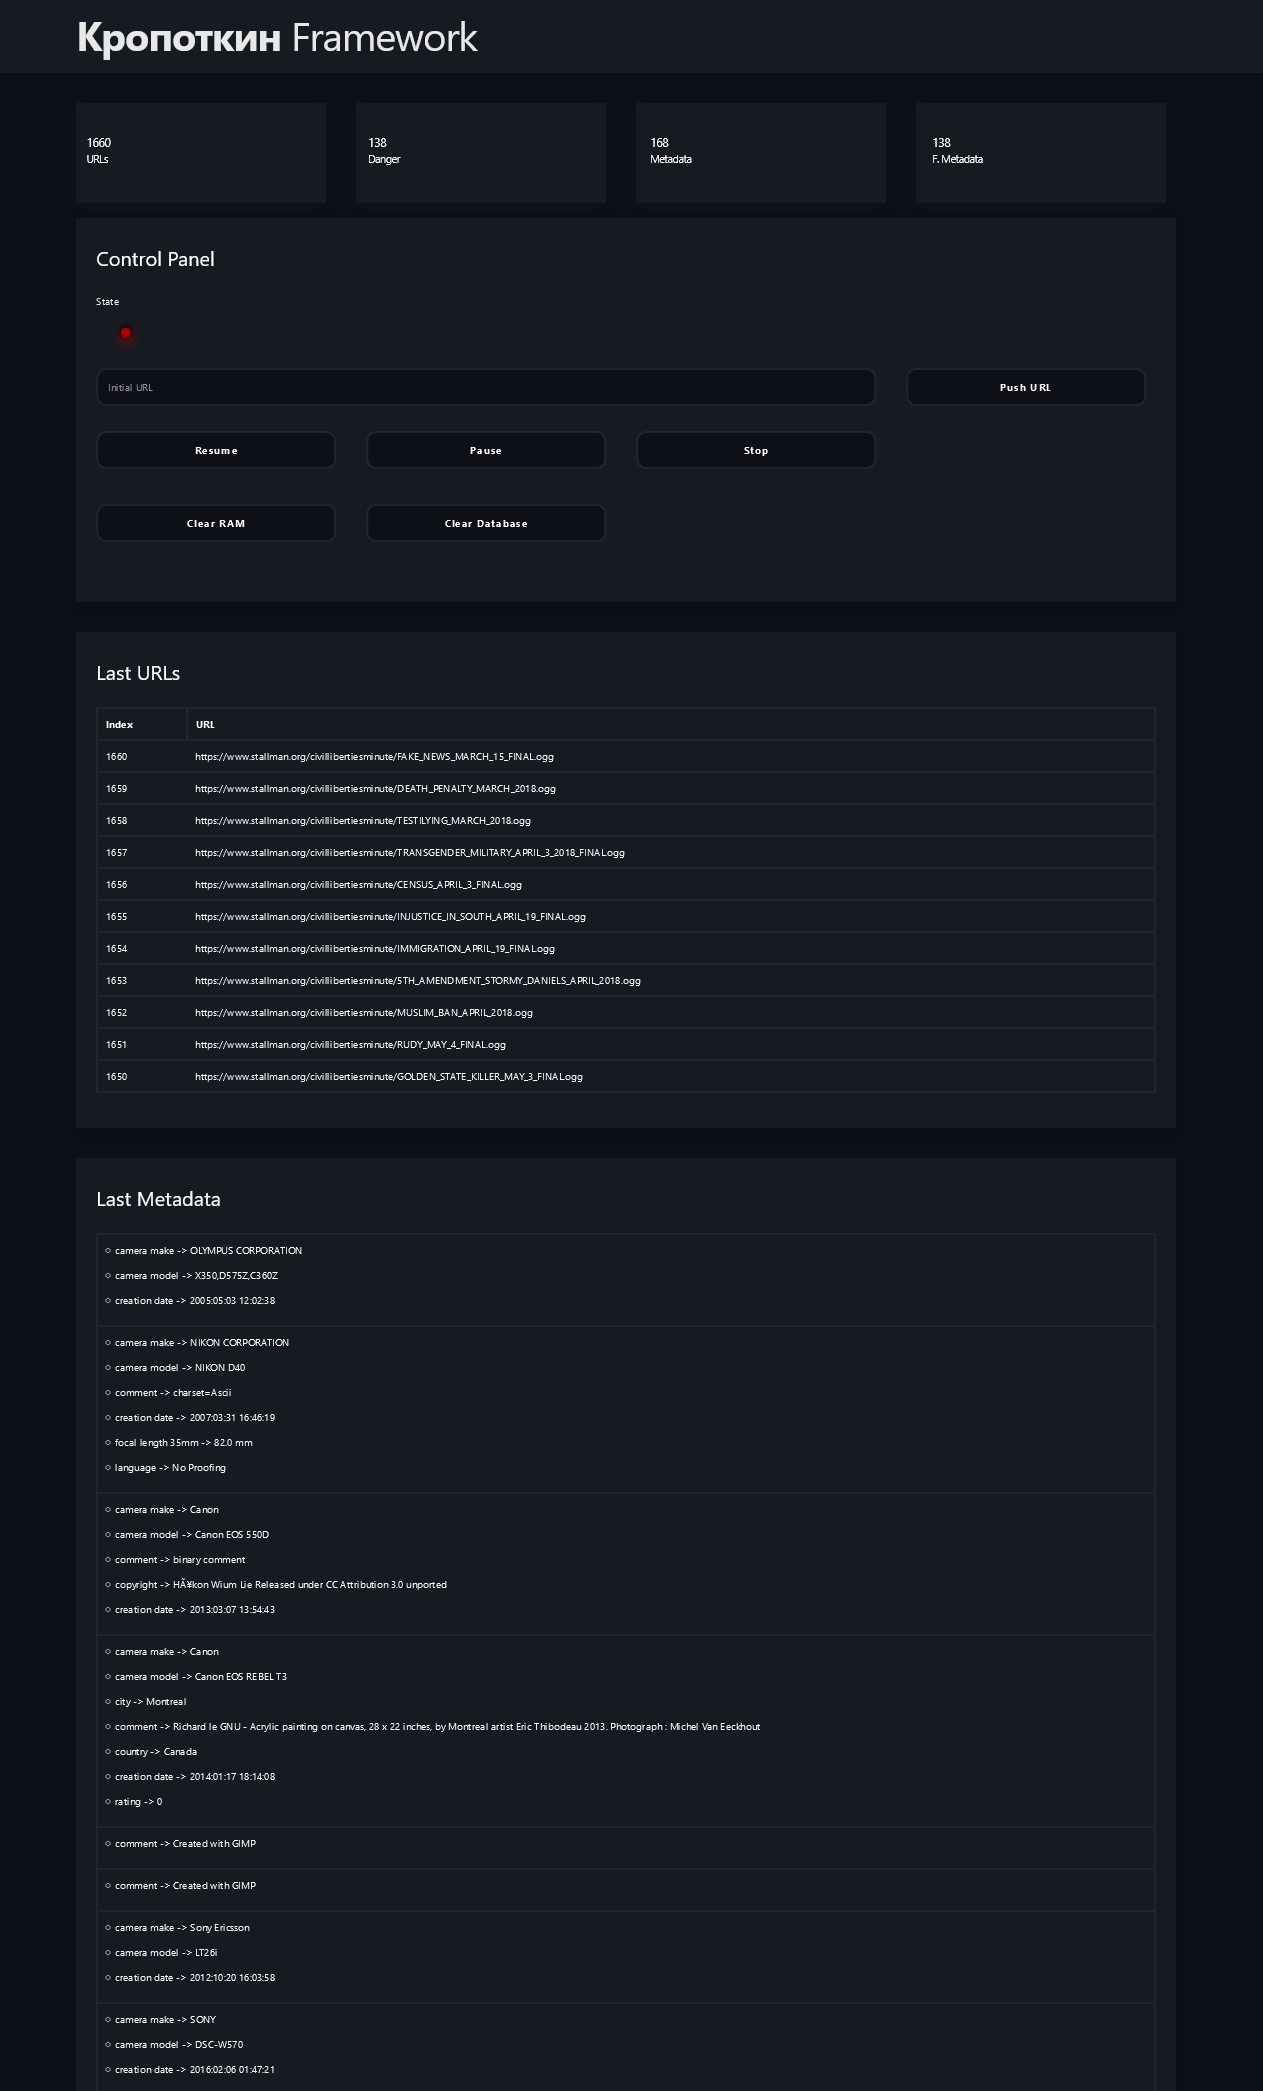 Кропоткин Framework
1660
URLs
138
Danger
168
Metadata
138
F. Metadata
Control Panel
State
Initial URL
Push URL
Resume
Pause
Stop
Clear RAM
Clear Database
Last URLs
Index URL
1660 https://www.stallman.org/civillibertiesminute/FAKE_NEWS_MARCH_15_FINAL.ogg
1659 https://www.stallman.org/civillibertiesminute/DEATH_PENALTY_MARCH_2018.ogg
1658 https://www.stallman.org/civillibertiesminute/TESTILYING_MARCH_2018.ogg
1657 https://www.stallman.org/civillibertiesminute/TRANSGENDER_MILITARY_APRIL_3_2018_FINAL.ogg
1656 https://www.stallman.org/civillibertiesminute/CENSUS_APRIL_3_FINAL.ogg
1655 https://www.stallman.org/civillibertiesminute/INJUSTICE_IN_SOUTH_APRIL_19_FINAL.ogg
1654 https://www.stallman.org/civillibertiesminute/IMMIGRATION_APRIL_19_FINAL.ogg
1653 https://www.stallman.org/civillibertiesminute/5TH_AMENDMENT_STORMY_DANIELS_APRIL_2018.ogg
1652 https://www.stallman.org/civillibertiesminute/MUSLIM_BAN_APRIL_2018.ogg
1651 https://www.stallman.org/civillibertiesminute/RUDY_MAY_4_FINAL.ogg
1650 https://www.stallman.org/civillibertiesminute/GOLDEN_STATE_KILLER_MAY_3_FINAL.ogg
Last Metadata
camera make -> OLYMPUS CORPORATION
camera model -> X350,D575Z,C360Z
creation date -> 2005:05:03 12:02:38
camera make -> NIKON CORPORATION
camera model -> NIKON D40
comment -> charset=Ascii
creation date -> 2007:03:31 16:46:19
focal length 35mm -> 82.0 mm
language -> No Proofing
camera make -> Canon
camera model -> Canon EOS 550D
comment -> binary comment
copyright -> HÃ¥kon Wium Lie Released under CC Attribution 3.0 unported
creation date -> 2013:03:07 13:54:43
camera make -> Canon
camera model -> Canon EOS REBEL T3
city -> Montreal
comment -> Richard le GNU - Acrylic painting on canvas, 28 x 22 inches, by Montreal artist Eric Thibodeau 2013. Photograph : Michel Van Eeckhout
country -> Canada
creation date -> 2014:01:17 18:14:08
rating -> 0
comment -> Created with GIMP
comment -> Created with GIMP
camera make -> Sony Ericsson
camera model -> LT26i
creation date -> 2012:10:20 16:03:58
camera make -> SONY
camera model -> DSC-W570
creation date -> 2016:02:06 01:47:21